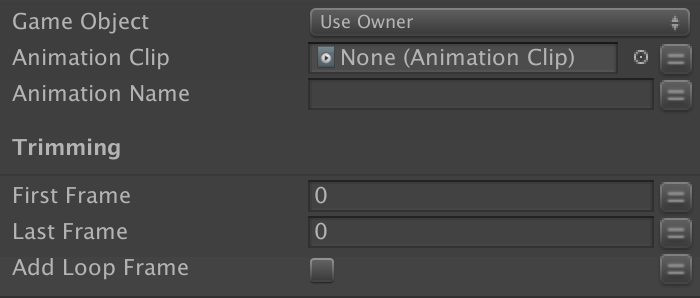 Game Object Use Owner
Animation Clip None (Animation Clip)
Animation Name
Trimming
First Frame 0
Last Frame 0
Add Loop Frame